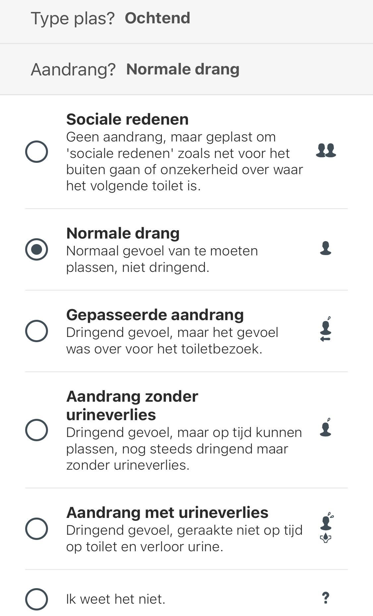 Type plas? Ochtend
Aandrang? Normale drang
Sociale redenen
Geen aandrang, maar geplast om
'sociale redenen' zoals net voor het
buiten gaan of onzekerheid over waar
het volgende toilet is.
Normale drang
Normaal gevoel van te moeten
plassen, niet dringend.
Gepasseerde aandrang
Dringend gevoel, maar het gevoel
was over voor het toiletbezoek.
Aandrang zonder
urineverlies
Dringend gevoel, maar op tijd kunnen
plassen, nog steeds dringend maar
zonder urineverlies.
Aandrang met urineverlies
Dringend gevoel, geraakte niet op tijd
op toilet en verloor urine.
Ik weet het niet. ?